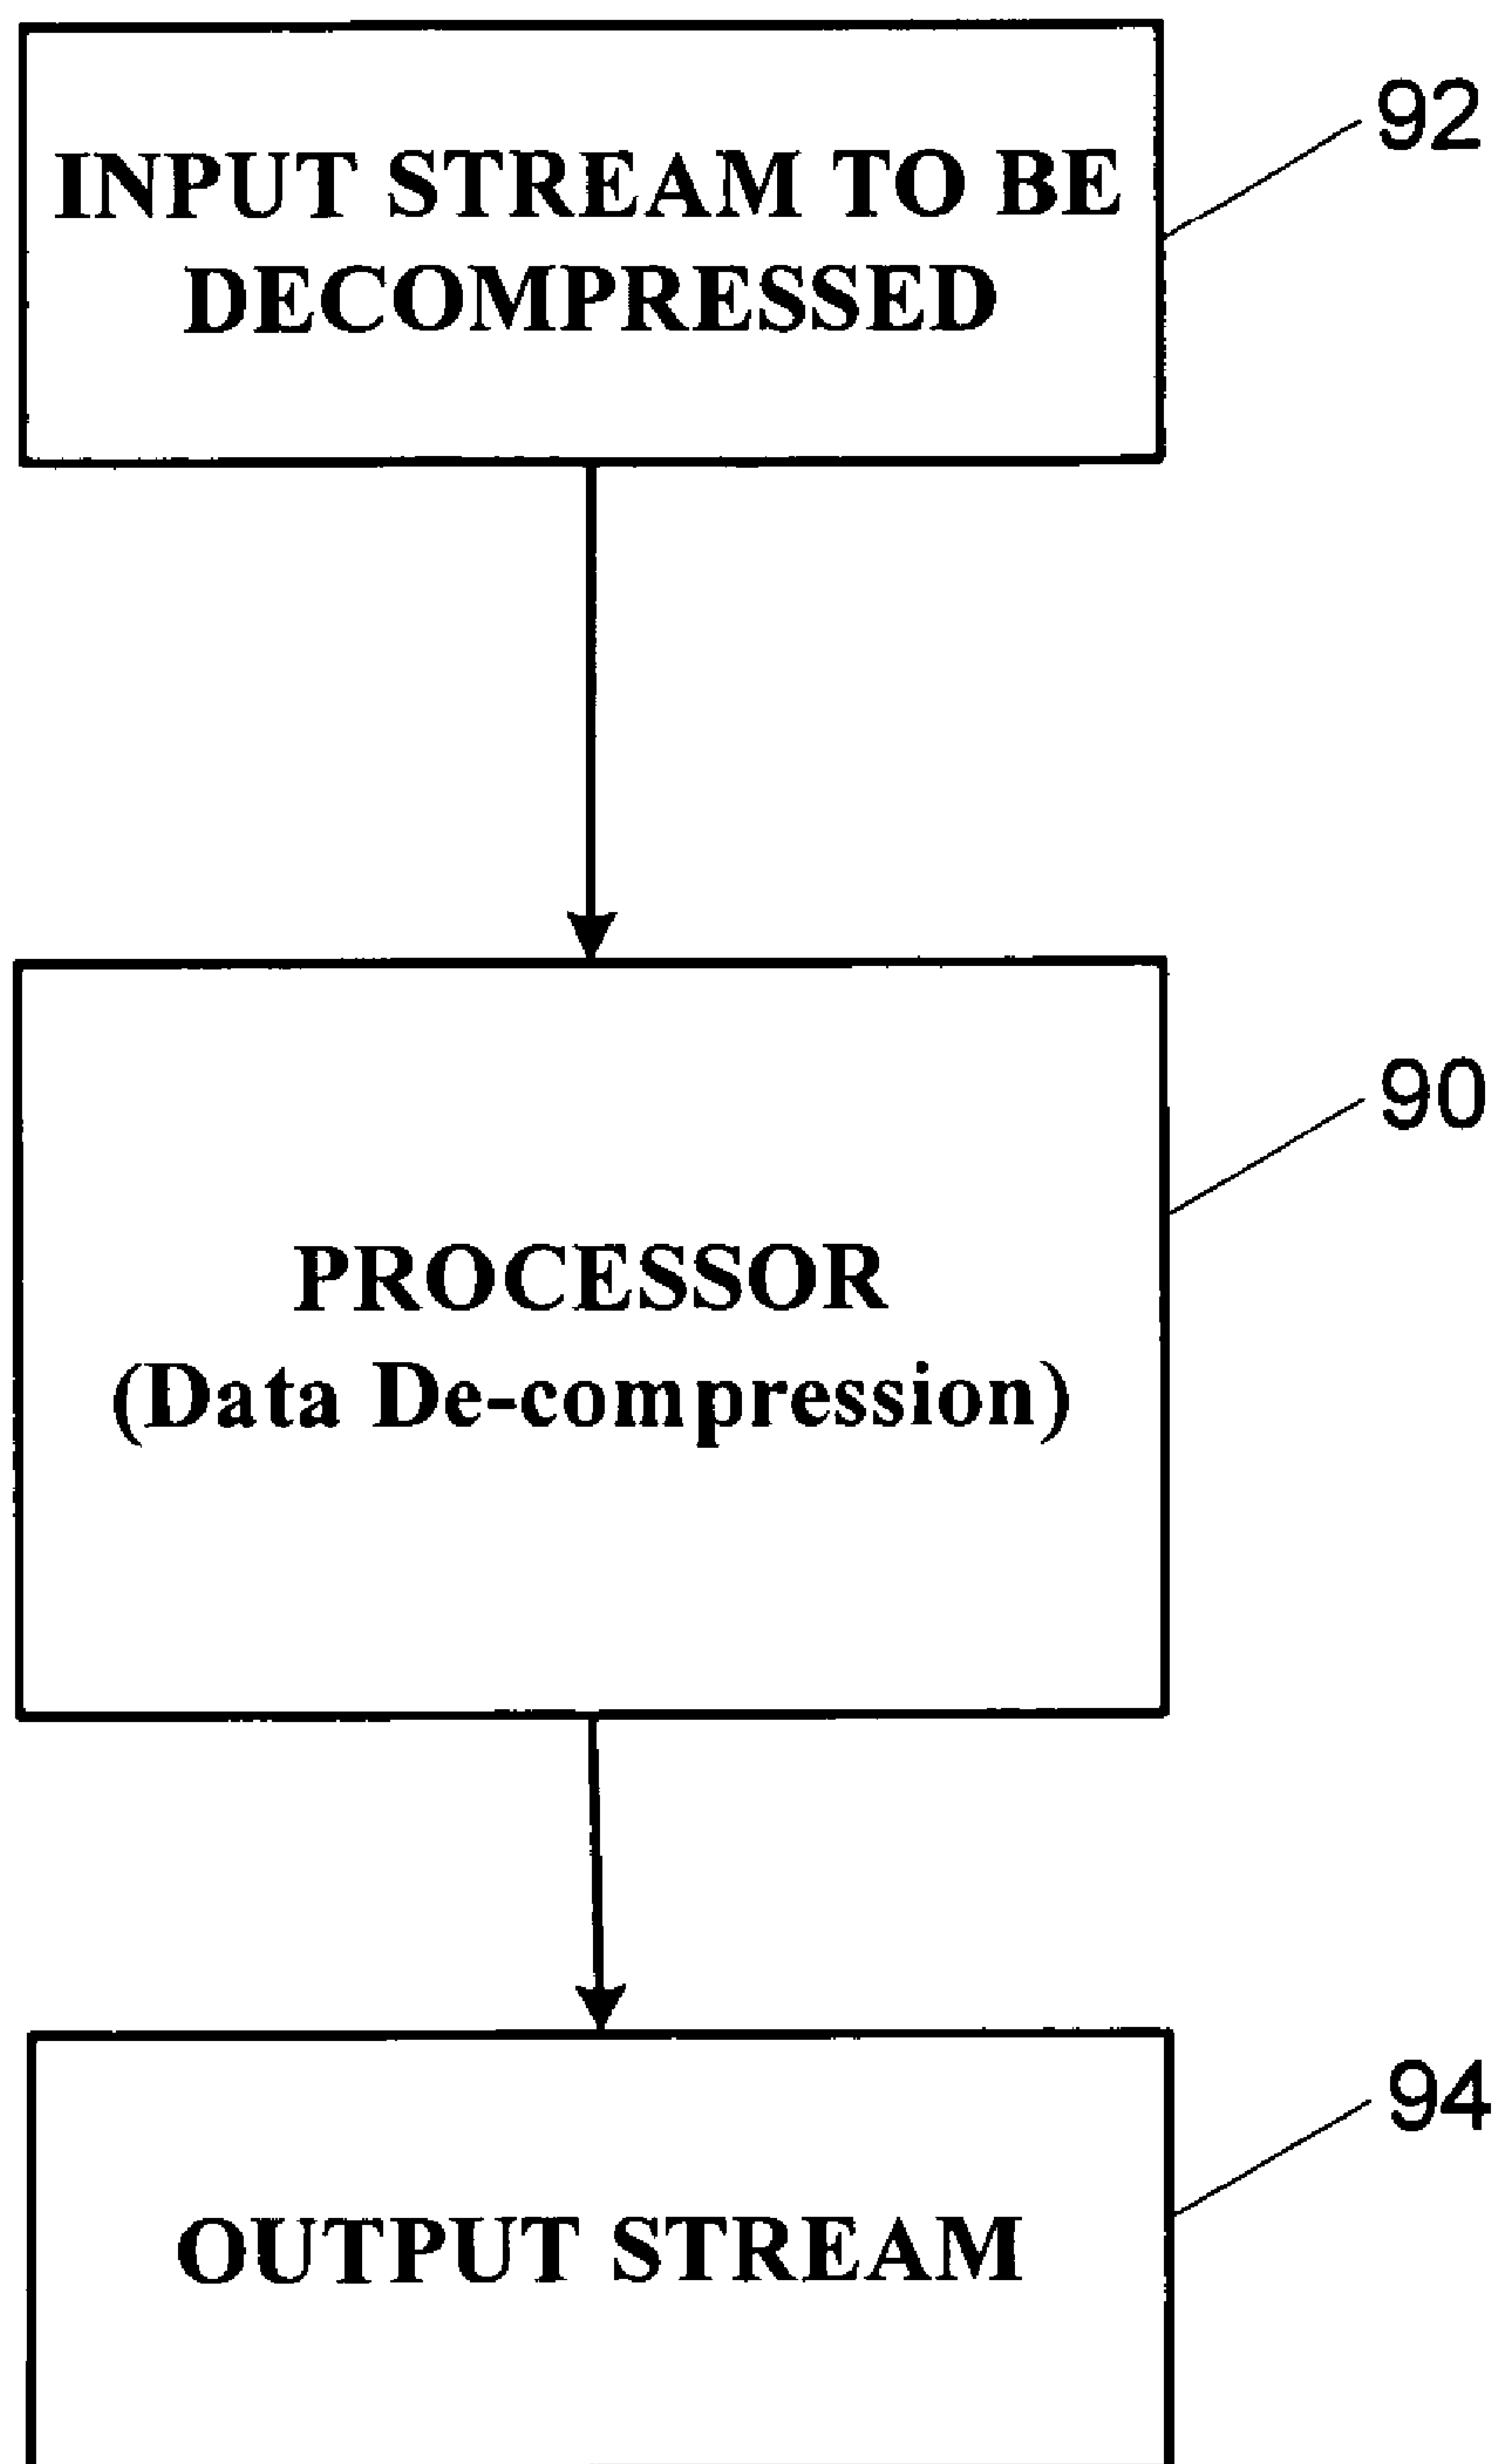 92
INPUT STREAM TO BE
DECOMPRESSED
90
PROCESSOR
(Data De-compression)
94
OUTPUT STREAM